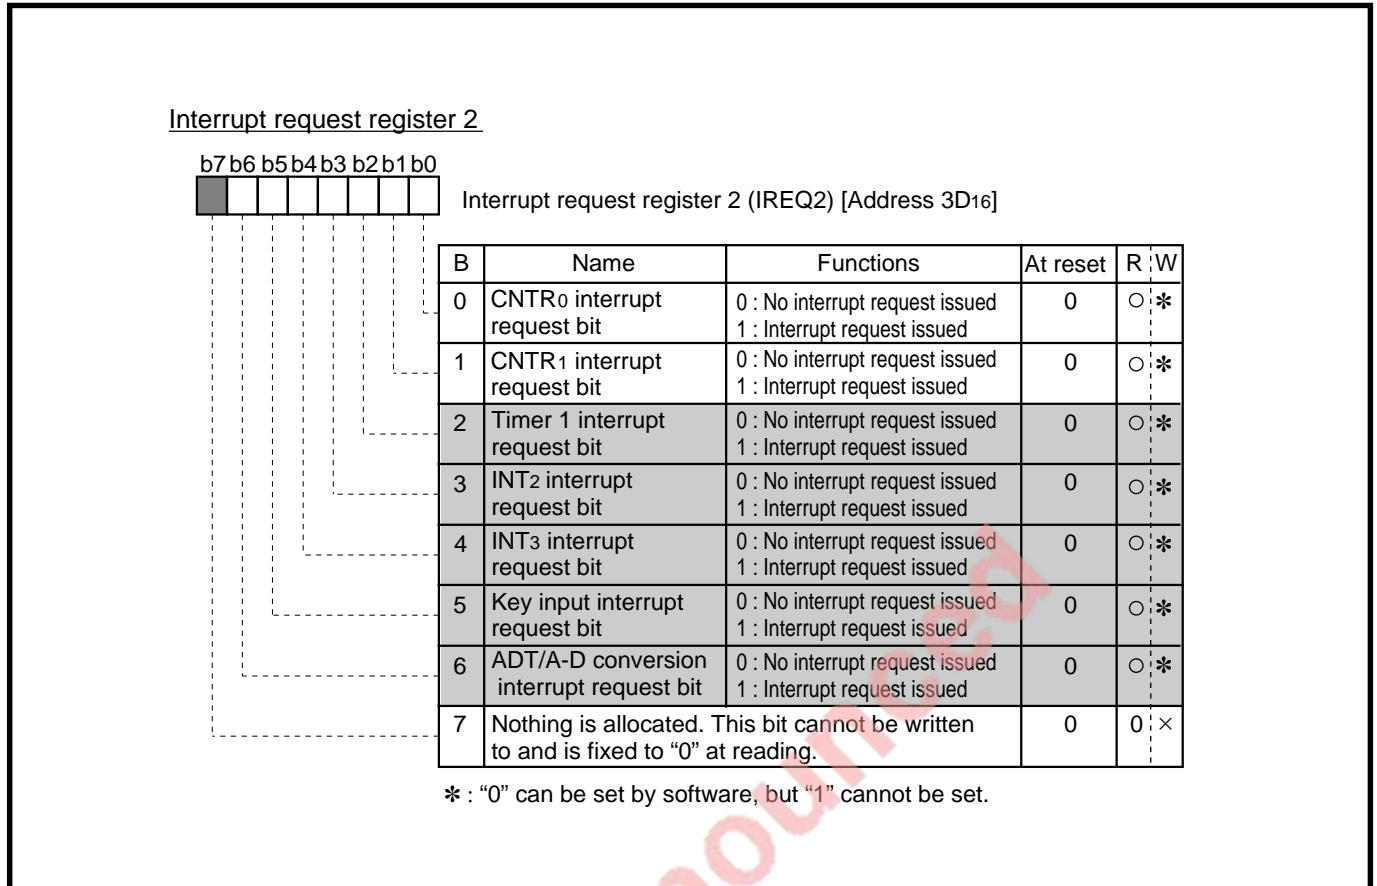 Interrupt request register 2
b7 b6 b5 b4 b3 b2 b1 b0
Interrupt request register 2 (IREQ2) [Address 3D16]
B Name Functions At reset R W
0 CNTR0 interrupt request bit 0 : No interrupt request issued 0 ○ ✻
1 : Interrupt request issued
1 CNTR1 interrupt request bit 0 : No interrupt request issued 0 ○ ✻
1 : Interrupt request issued
2 Timer 1 interrupt request bit 0 : No interrupt request issued 0 ○ ✻
1 : Interrupt request issued
3 INT2 interrupt request bit 0 : No interrupt request issued 0 ○ ✻
1 : Interrupt request issued
4 INT3 interrupt request bit 0 : No interrupt request issued 0 ○ ✻
1 : Interrupt request issued
5 Key input interrupt request bit 0 : No interrupt request issued 0 ○ ✻
1 : Interrupt request issued
6 ADT/A-D conversion interrupt request bit 0 : No interrupt request issued 0 ○ ✻
1 : Interrupt request issued
7 Nothing is allocated. This bit cannot be written 0 0 ×
to and is fixed to “0” at reading.
✻ : “0” can be set by software, but “1” cannot be set.